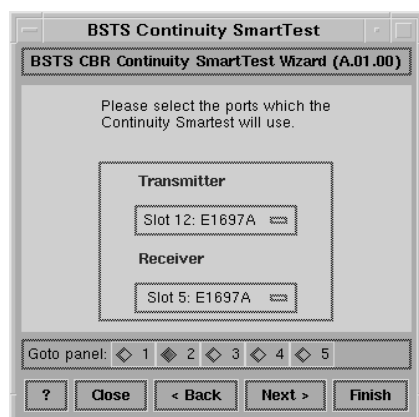 BSTS Continuity SmartTest
BSTS CBR Continuity SmartTest Wizard (A.01.00)
Please select the ports which the
Continuity Smartest will use.
Transmitter
Slot 12: E1697A
Receiver
Slot 5: E1697A
Goto panel: 1 2 3 4 5
? Close < Back Next > Finish